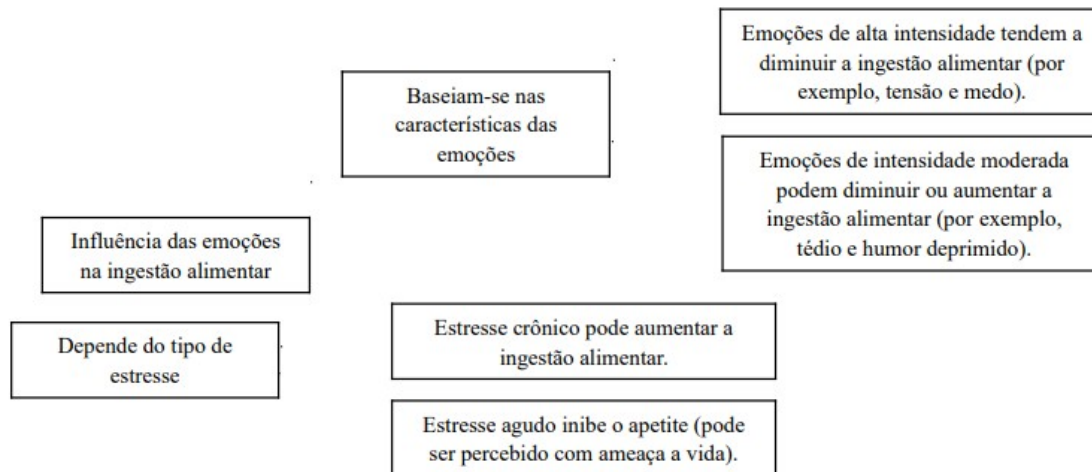 Emoções de alta intensidade tendem a
diminuir a ingestão alimentar (por
exemplo, tensão e medo).
Baseiam-se nas
características das
emoções
Emoções de intensidade moderada
podem diminuir ou aumentar a
ingestão alimentar (por exemplo,
tédio e humor deprimido).
Influência das emoções
na ingestão alimentar
Depende do tipo de
estresse
Estresse crônico pode aumentar a
ingestão alimentar.
Estresse agudo inibe o apetite (pode
ser percebido com ameaça a vida).